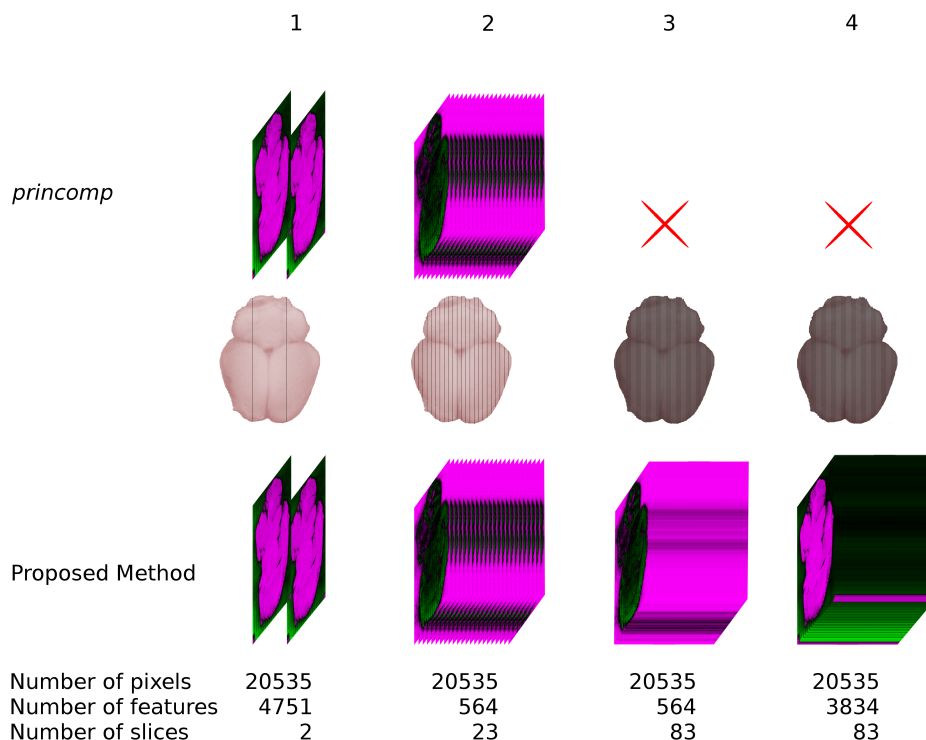 1 2 3 4
princomp
Proposed Method
Number of pixels 20535 20535 20535 20535
Number of features 4751 564 564 3834
Number of slices 2 23 83 83